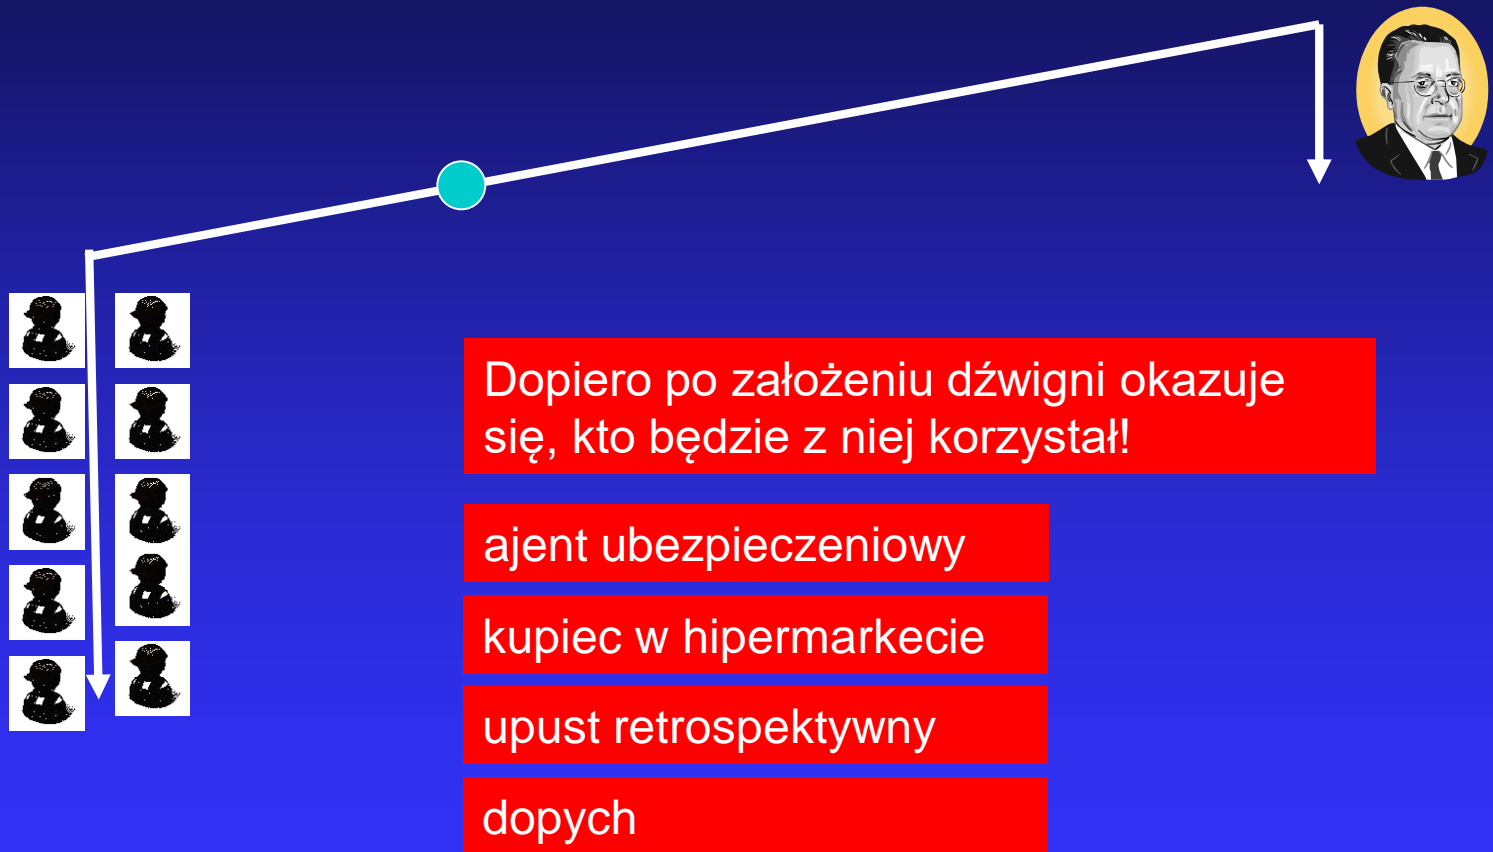 Dopiero po założeniu dźwigni okazuje
się, kto będzie z niej korzystał!
ajent ubezpieczeniowy
kupiec w hipermarkecie
upust retrospektywny
dopych